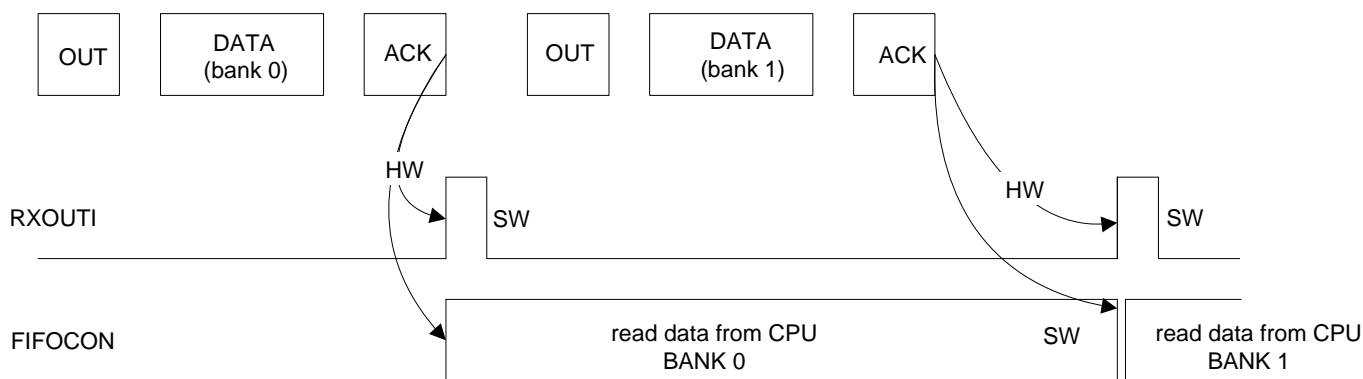 OUT
DATA
(bank 0)
ACK
OUT
DATA
(bank 1)
ACK
HW
HW
RXOUTI
SW
SW
FIFOCON
read data from CPU
BANK 0
SW
read data from CPU
BANK 1